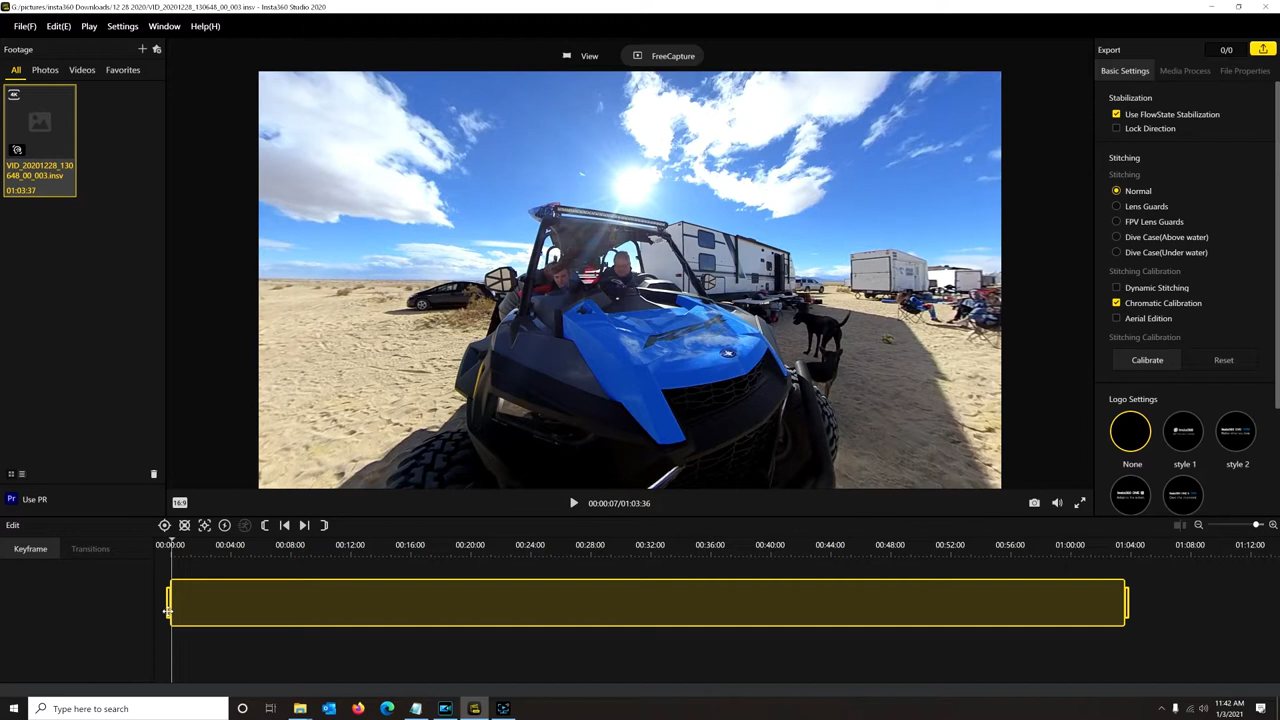 G:/pictures/insta360 Downloads/12 28 2020/VID_20201228_130648_00_003.insv - Insta360 Studio 2020
File(F) Edit(E) Play Settings Window Help(H)
Footage
All Photos Videos Favorites
4K
VID_20201228_130
648_00_003.insv
01:03:37
Pr Use PR
View FreeCapture
16:9
00:00:07/01:03:36
Export 0/0
Basic Settings Media Process File Properties
Stabilization
Use FlowState Stabilization
Lock Direction
Stitching
Stitching
Normal
Lens Guards
FPV Lens Guards
Dive Case(Above water)
Dive Case(Under water)
Stitching Calibration
Dynamic Stitching
Chromatic Calibration
Aerial Edition
Stitching Calibration
Calibrate Reset
Logo Settings
None style 1 style 2
Edit
Keyframe Transitions
00:00:00 00:04:00 00:08:00 00:12:00 00:16:00 00:20:00 00:24:00 00:28:00 00:32:00 00:36:00 00:40:00 00:44:00 00:48:00 00:52:00 00:56:00 01:00:00 01:04:00 01:08:00 01:12:00
Type here to search
11:42 AM
1/3/2021